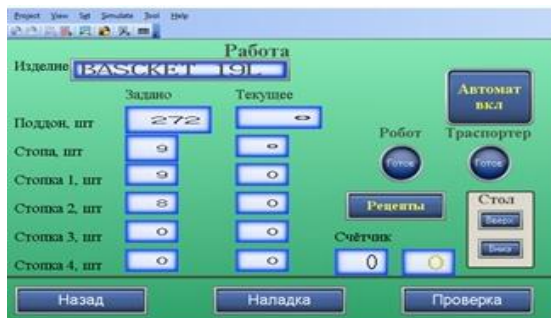 Project View Set Simulate Tool Help
Работа
Изделие BASCKET 19L
Задано Текущее
Автомат
вкл
Поддон, шт 272 0
Робот Траспортер
Стопа, шт 9 0
Готов Готов
Стопка 1, шт 9 0
Стопка 2, шт 8 0
Рецепты
Стол
Вверх
Стопка 3, шт 0 0
Счётчик
Вниз
Стопка 4, шт 0 0
0 0
Назад Наладка Проверка